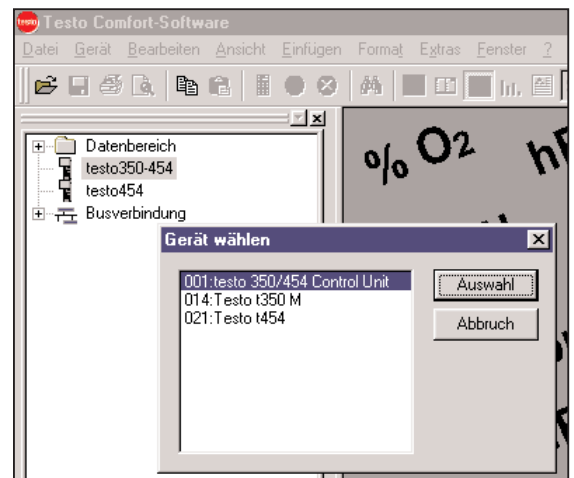 testo Testo Comfort-Software
Datei Gerät Bearbeiten Ansicht Einfügen Format Extras Fenster ?
Datenbereich
testo350-454
testo454
Busverbindung
% O2
Gerät wählen
001:testo 350/454 Control Unit
014:Testo t350 M
021:Testo t454
Auswahl
Abbruch